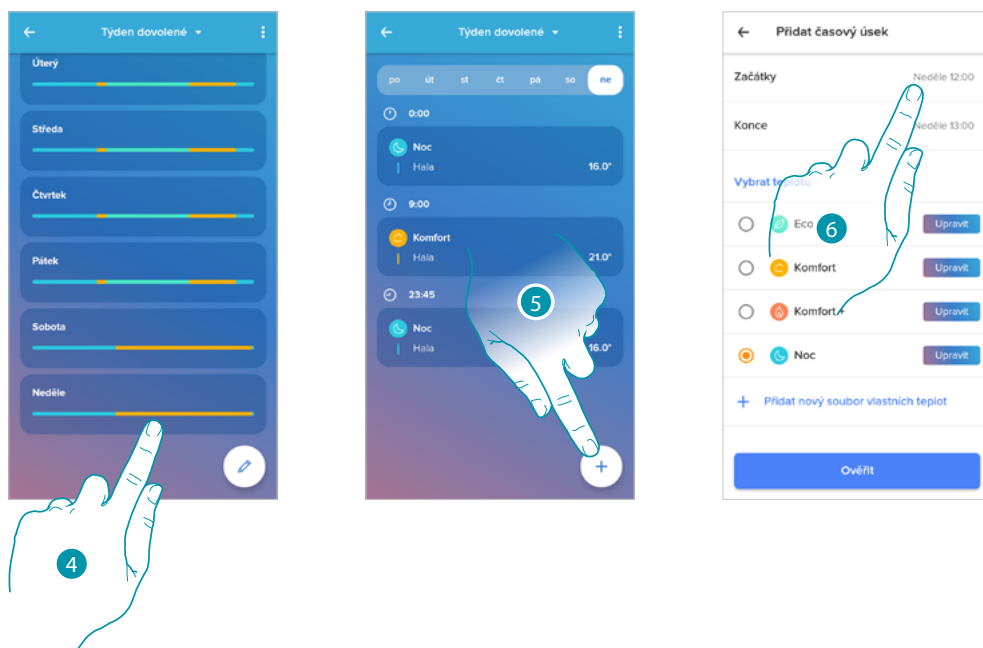 Týden dovolené
Úterý
Středa
Čtvrtek
Pátek
Sobota
Neděle
4
Týden dovolené
po út st čt pá so ne
0:00
Noc
Hala 16.0°
9:00
Komfort
Hala 21.0°
23:45
Noc
Hala 16.0°
5
Přidat časový úsek
Začátky Neděle 12:00
Konce Neděle 13:00
Vybrat teplotu
Eco Upravit
6
Komfort Upravit
Komfort + Upravit
Noc Upravit
+ Přidat nový soubor vlastních teplot
Ověřit